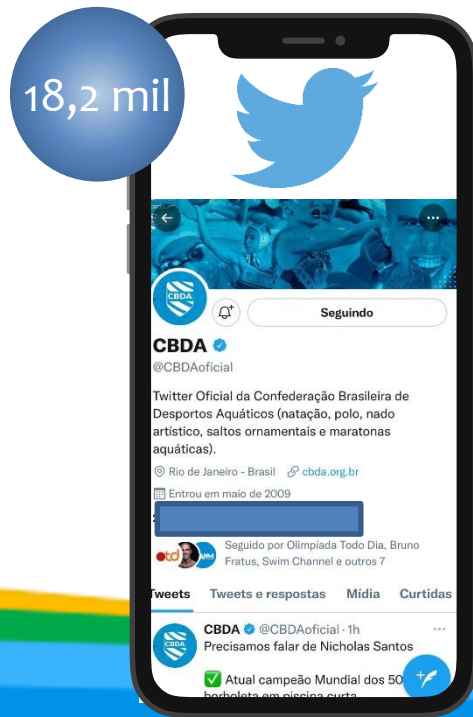 18,2 mil
CBDA
Seguindo
CBDA
@CBDAoficial
Twitter Oficial da Confederação Brasileira de
Desportos Aquáticos (natação, polo, nado
artístico, saltos ornamentais e maratonas
aquáticas).
Rio de Janeiro - Brasil cbda.org.br
Entrou em maio de 2009
otd
Seguido por Olimpíada Todo Dia, Bruno
Fratus, Swim Channel e outros 7
Tweets Tweets e respostas Mídia Curtidas
CBDA @CBDAoficial · 1h
CBDA
Precisamos falar de Nicholas Santos
Atual campeão Mundial dos 50
borboleta em piscina curta